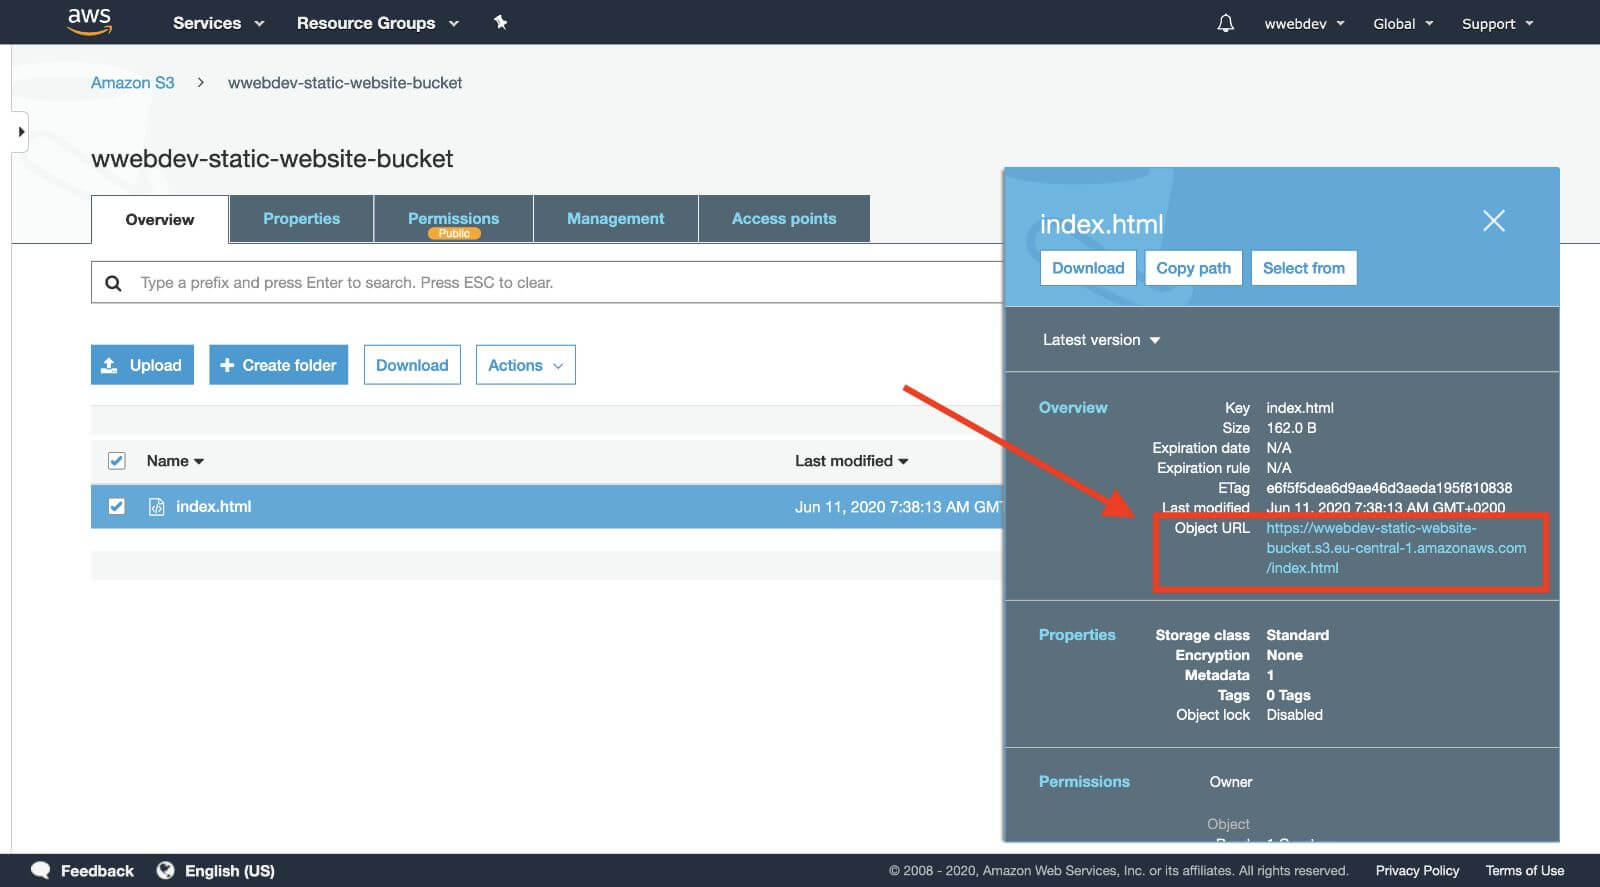 aws Services Resource Groups wwebdev Global Support
Amazon S3 > wwebdev-static-website-bucket
wwebdev-static-website-bucket
Overview Properties Permissions Management Access points
Public
Type a prefix and press Enter to search. Press ESC to clear.
Upload + Create folder Download Actions
Name Last modified
index.html Jun 11, 2020 7:38:13 AM GMT
index.html
Download Copy path Select from
Latest version
Overview
Key index.html
Size 162.0 B
Expiration date N/A
Expiration rule N/A
ETag e6f5f5dea6d9ae46d3aeda195f810838
Last modified Jun 11, 2020 7:38:13 AM GMT+0200
Object URL https://wwebdev-static-website-
bucket.s3.eu-central-1.amazonaws.com
/index.html
Properties
Storage class Standard
Encryption None
Metadata 1
Tags 0 Tags
Object lock Disabled
Permissions
Owner
Object
Feedback English (US) © 2008 - 2020, Amazon Web Services, Inc. or its affiliates. All rights reserved. Privacy Policy Terms of Use